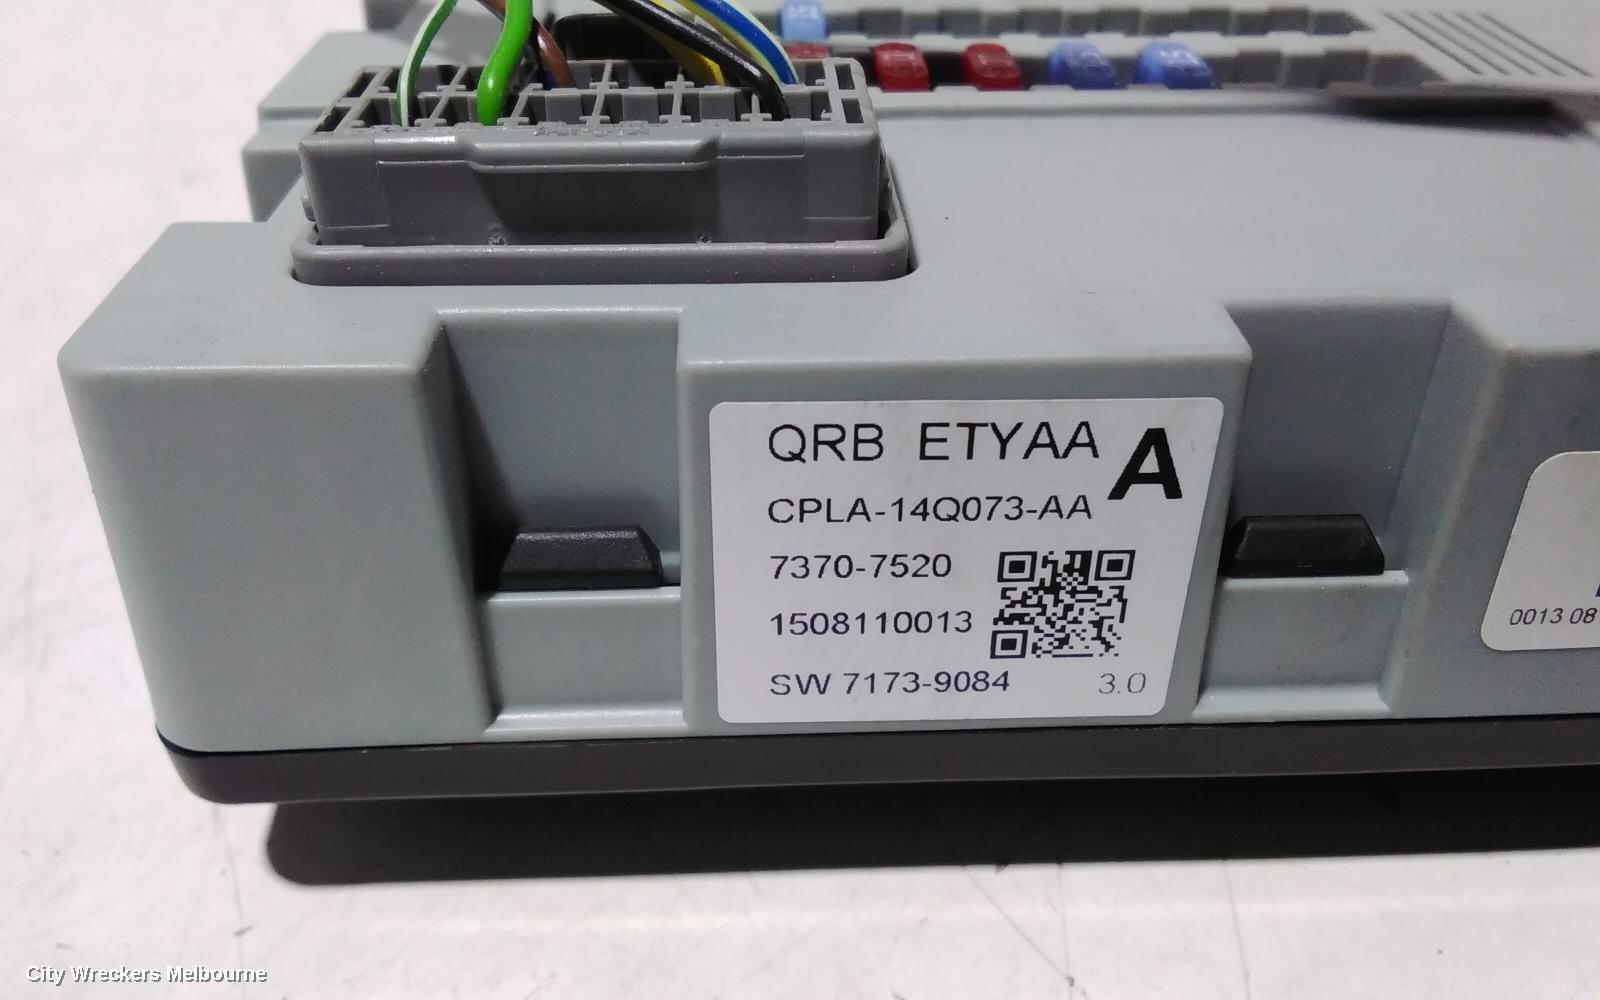 QRB ETYAA A
CPLA-14Q073-AA
7370-7520
1508110013
SW 7173-9084 3.0
0013 08
City Wreckers Melbourne